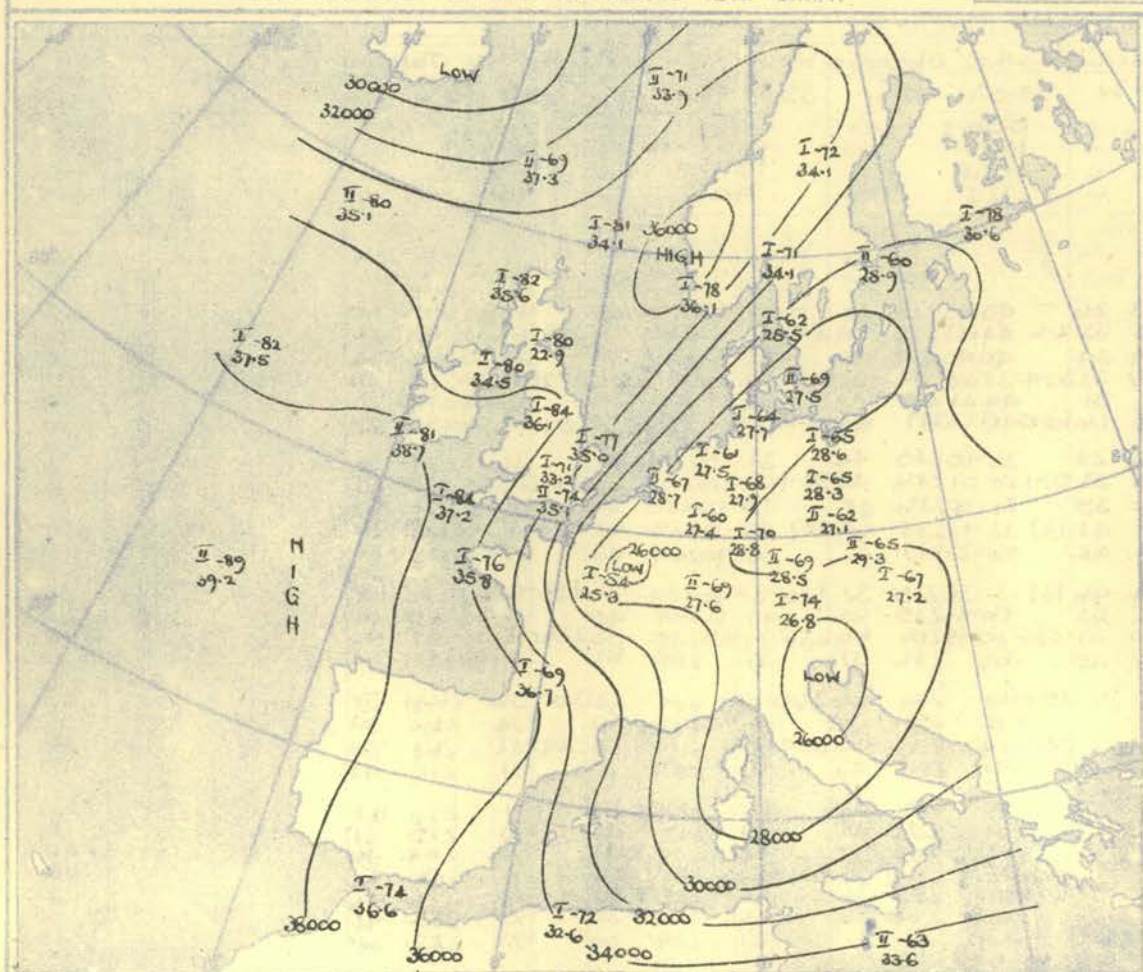 LOW
30000
32000
II -71
33.9
I -72
34.1
II -69
37.3
II -80
35.1
I -81
34.1
36000
HIGH
I -78
30.6
I -71
34.1
II -60
28.9
I -82
35.6
I -78
36.1
I -62
28.5
I -82
37.5
I -80
22.9
I -80
34.5
II -69
27.5
I -84
36.1
I -64
27.7
II -81
38.7
I -77
35.0
I -65
28.6
I -61
27.5
I -71
33.2
II -67
28.7
I -68
27.9
I -65
28.3
I -84
37.2
II -74
35.1
I -60
27.4
II -62
27.1
I -70
28.8
II -89
39.2
HIGH
I -76
35.8
26000
LOW
I -54
25.3
II -69
27.6
II -69
28.5
II -65
29.3
I -67
27.2
I -74
26.8
I -69
36.7
LOW
26000
28000
I -74
36.6
30000
38000
I -72
32.6
32000
36000
34000
II -63
33.6